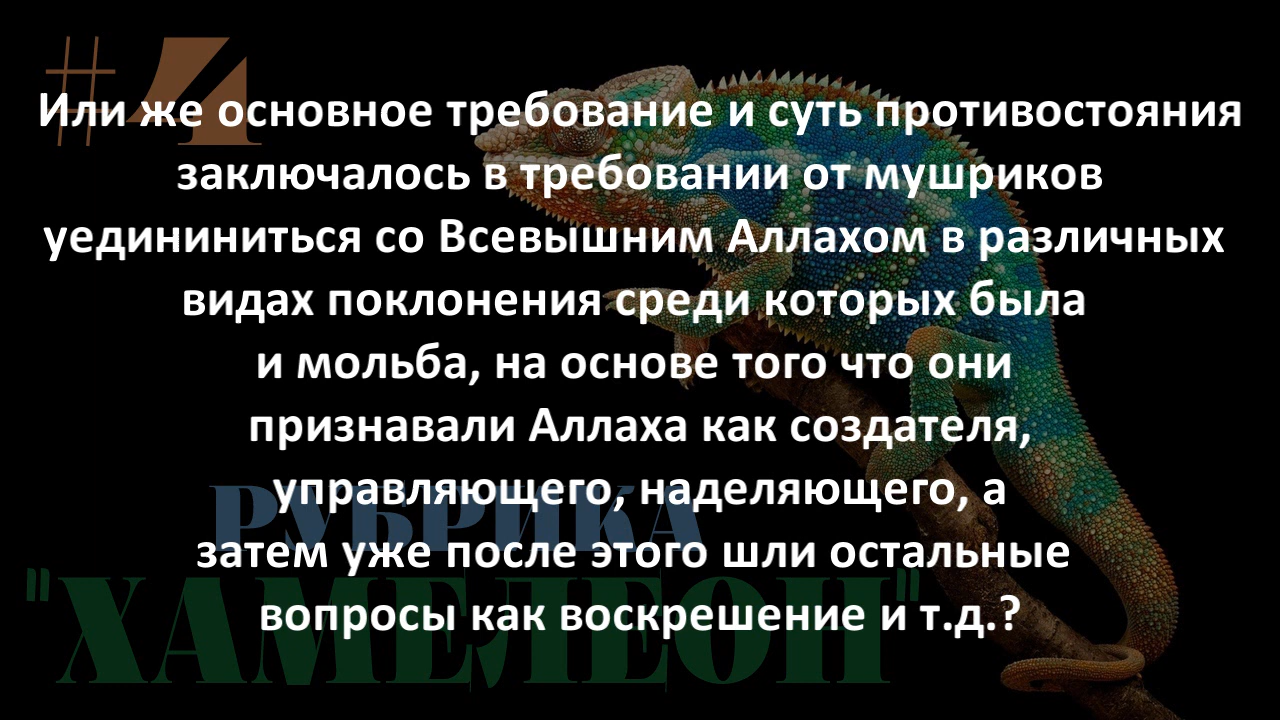 #4
Или же основное требование и суть противостояния
заключалось в требовании от мушриков
уедининиться со Всевышним Аллахом в различных
видах поклонения среди которых была
и мольба, на основе того что они
признавали Аллаха как создателя,
управляющего, наделяющего, а
затем уже после этого шли остальные
вопросы как воскрешение и т.д.?
РУБРИКА
"ХАМЕЛЕОН"